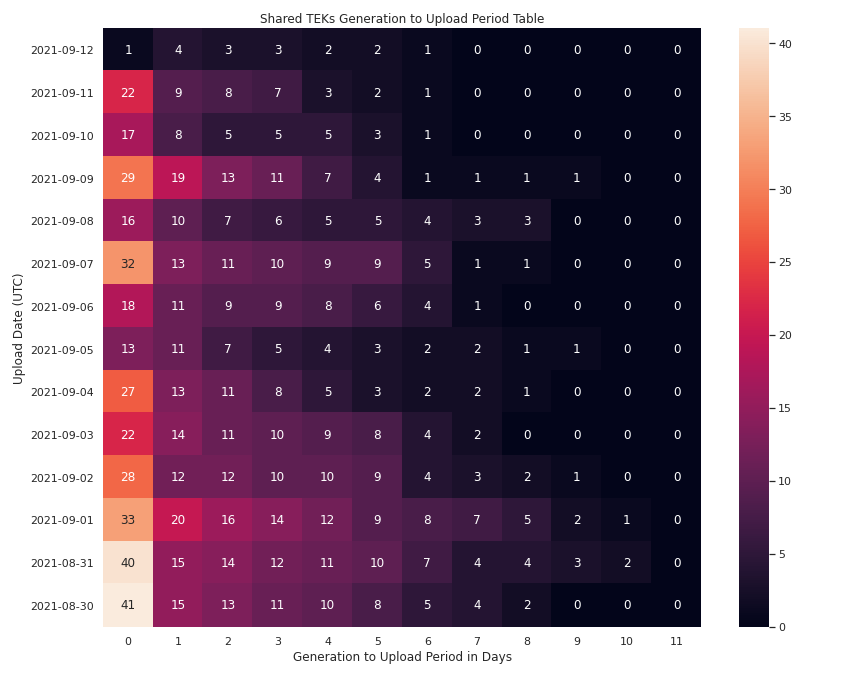 Shared TEKs Generation to Upload Period Table
Upload Date (UTC)
2021-09-12 1 4 3 3 2 2 1 0 0 0 0 0
2021-09-11 22 9 8 7 3 2 1 0 0 0 0 0
2021-09-10 17 8 5 5 5 3 1 0 0 0 0 0
2021-09-09 29 19 13 11 7 4 1 1 1 1 0 0
2021-09-08 16 10 7 6 5 5 4 3 3 0 0 0
2021-09-07 32 13 11 10 9 9 5 1 1 0 0 0
2021-09-06 18 11 9 9 8 6 4 1 0 0 0 0
2021-09-05 13 11 7 5 4 3 2 2 1 1 0 0
2021-09-04 27 13 11 8 5 3 2 2 1 0 0 0
2021-09-03 22 14 11 10 9 8 4 2 0 0 0 0
2021-09-02 28 12 12 10 10 9 4 3 2 1 0 0
2021-09-01 33 20 16 14 12 9 8 7 5 2 1 0
2021-08-31 40 15 14 12 11 10 7 4 4 3 2 0
2021-08-30 41 15 13 11 10 8 5 4 2 0 0 0
0 1 2 3 4 5 6 7 8 9 10 11
Generation to Upload Period in Days
40
35
30
25
20
15
10
5
0